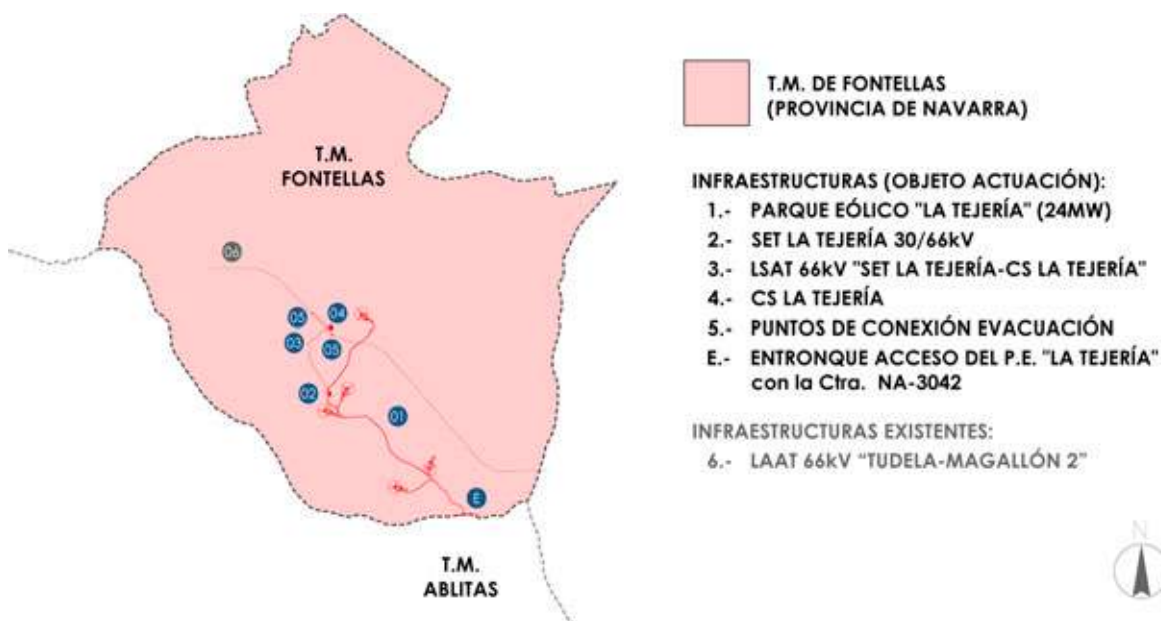 T.M.
FONTELLAS
06
05
04
03
05
02
01
E
T.M.
ABLITAS
T.M. DE FONTELLAS
(PROVINCIA DE NAVARRA)
INFRAESTRUCTURAS (OBJETO ACTUACIÓN):
1.- PARQUE EÓLICO "LA TEJERÍA" (24MW)
2.- SET LA TEJERÍA 30/66kV
3.- LSAT 66kV "SET LA TEJERÍA-CS LA TEJERÍA"
4.- CS LA TEJERÍA
5.- PUNTOS DE CONEXIÓN EVACUACIÓN
E.- ENTRONQUE ACCESO DEL P.E. "LA TEJERÍA"
con la Ctra. NA-3042
INFRAESTRUCTURAS EXISTENTES:
6.- LAAT 66kV "TUDELA-MAGALLÓN 2"
N